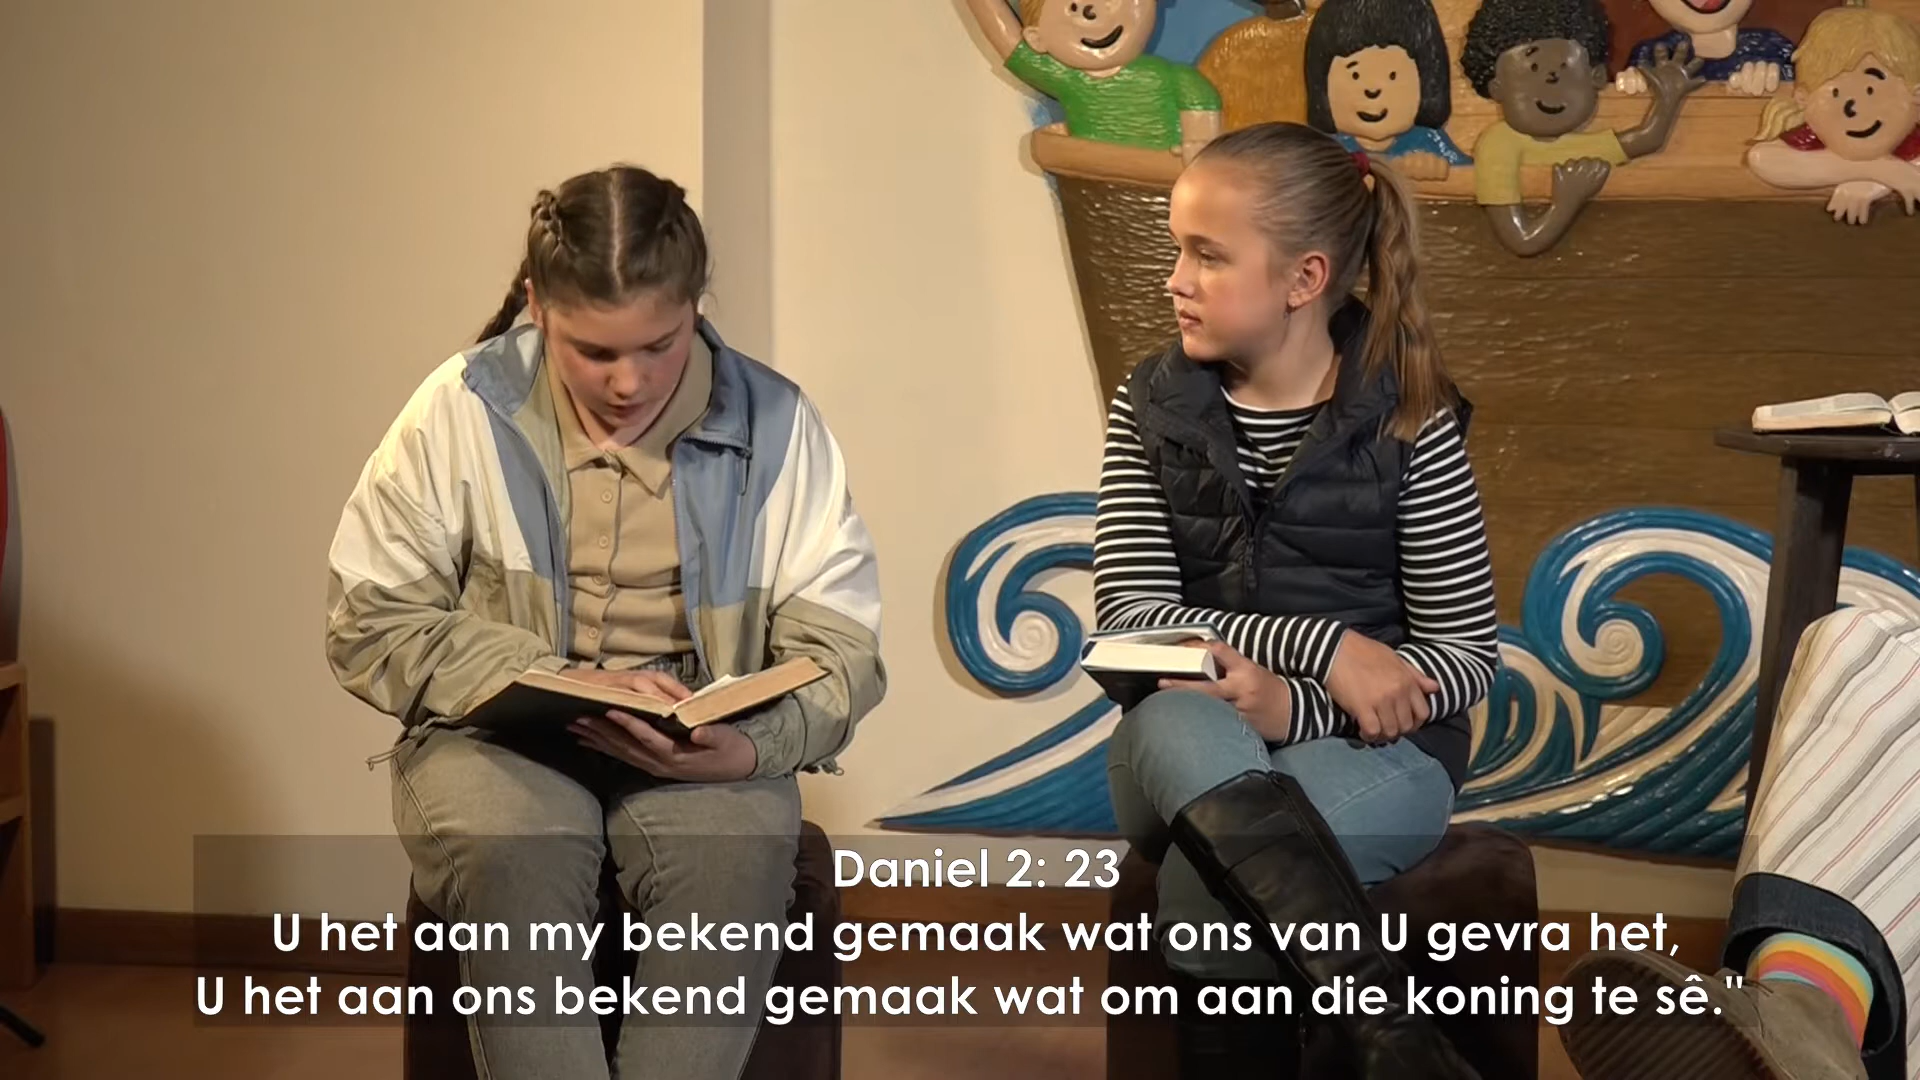 Daniel 2: 23
U het aan my bekend gemaak wat ons van U gevra het,
U het aan ons bekend gemaak wat om aan die koning te sê."